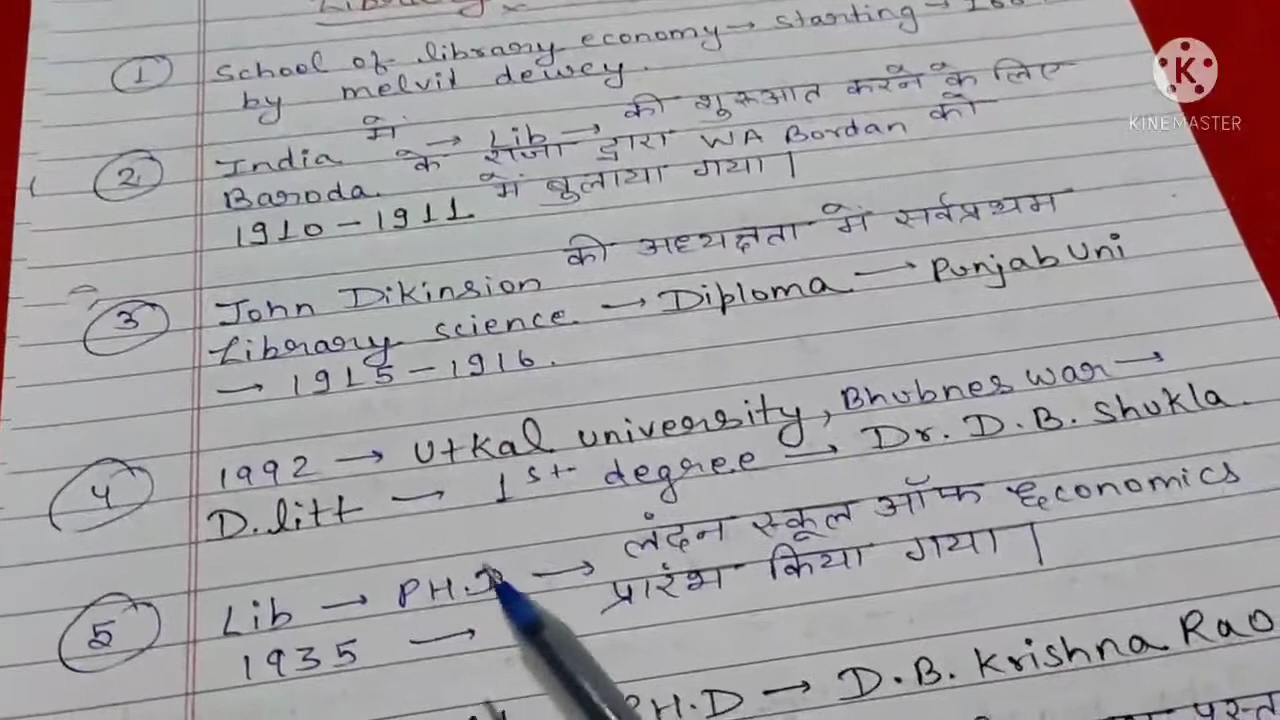 Library
① School of library economy → starting →
by melvil dewey.
② India में → Lib → की शुरुआत करने के लिए
Baroda के राजा द्वारा WA Bordan को
1910-1911 में बुलाया गया।
③ John Dikinsion की अध्यक्षता में सर्वप्रथम
Library science → Diploma → Punjab Uni
→ 1915-1916.
④ 1992 → Utkal university, Bhubneswar →
D.litt → 1st degree → Dr. D.B. Shukla.
⑤ Lib → PH.D → लंदन स्कूल ऑफ Economics
1935 → प्रारंभ किया गया।
PH.D → D.B. Krishna Rao
K
KINEMASTER